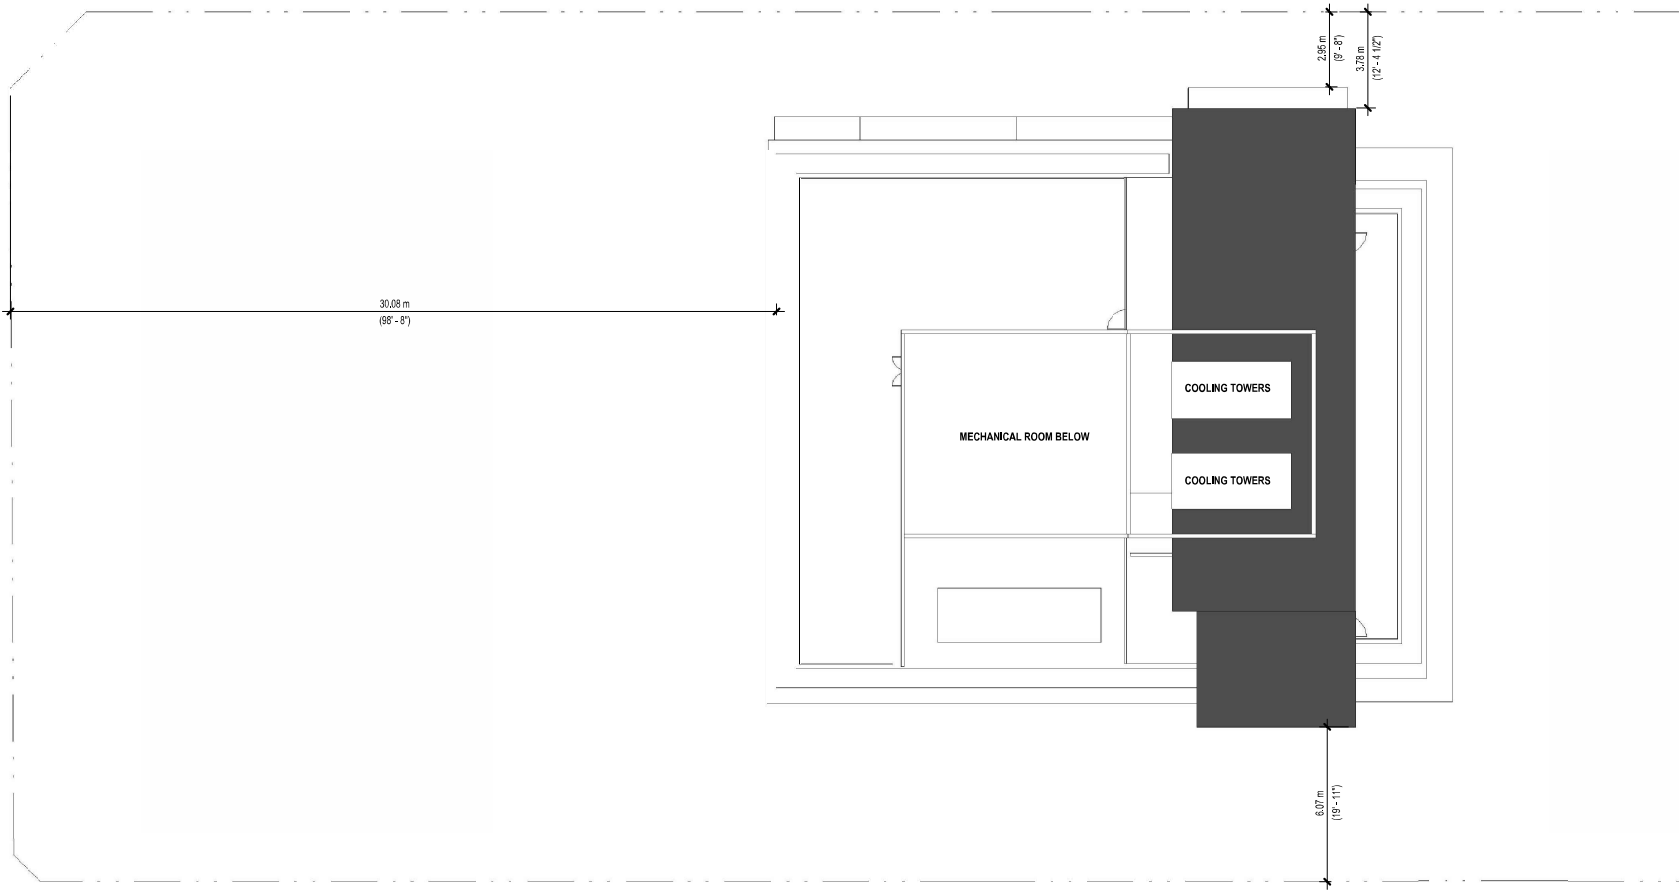 2.95 m
(9' - 8")
3.78 m
(12' - 4 1/2")
30.08 m
(98' - 8")
COOLING TOWERS
MECHANICAL ROOM BELOW
COOLING TOWERS
6.07 m
(19' - 11")